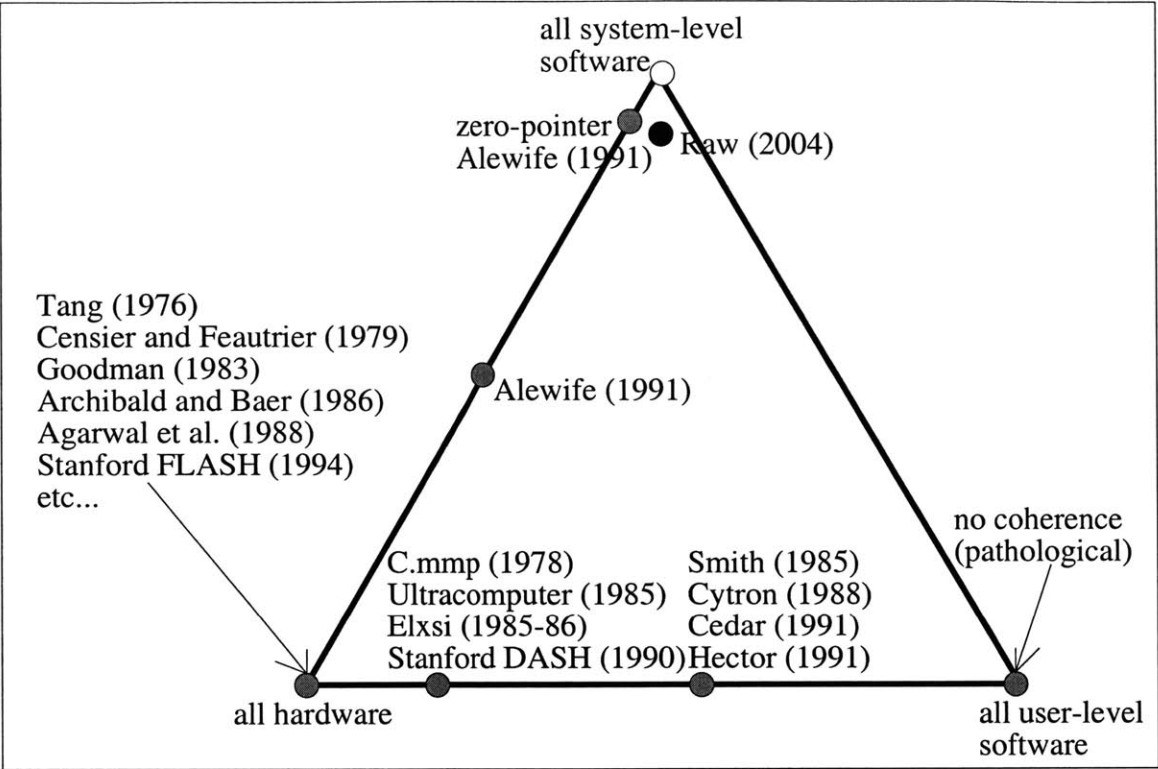 all system-level
software
zero-pointer
Alewife (1991)
Raw (2004)
Tang (1976)
Censier and Feautrier (1979)
Goodman (1983)
Archibald and Baer (1986)
Agarwal et al. (1988)
Stanford FLASH (1994)
etc...
Alewife (1991)
no coherence
(pathological)
C.mmp (1978)
Ultracomputer (1985)
Elxsi (1985-86)
Stanford DASH (1990)
Smith (1985)
Cytron (1988)
Cedar (1991)
Hector (1991)
all hardware
all user-level
software